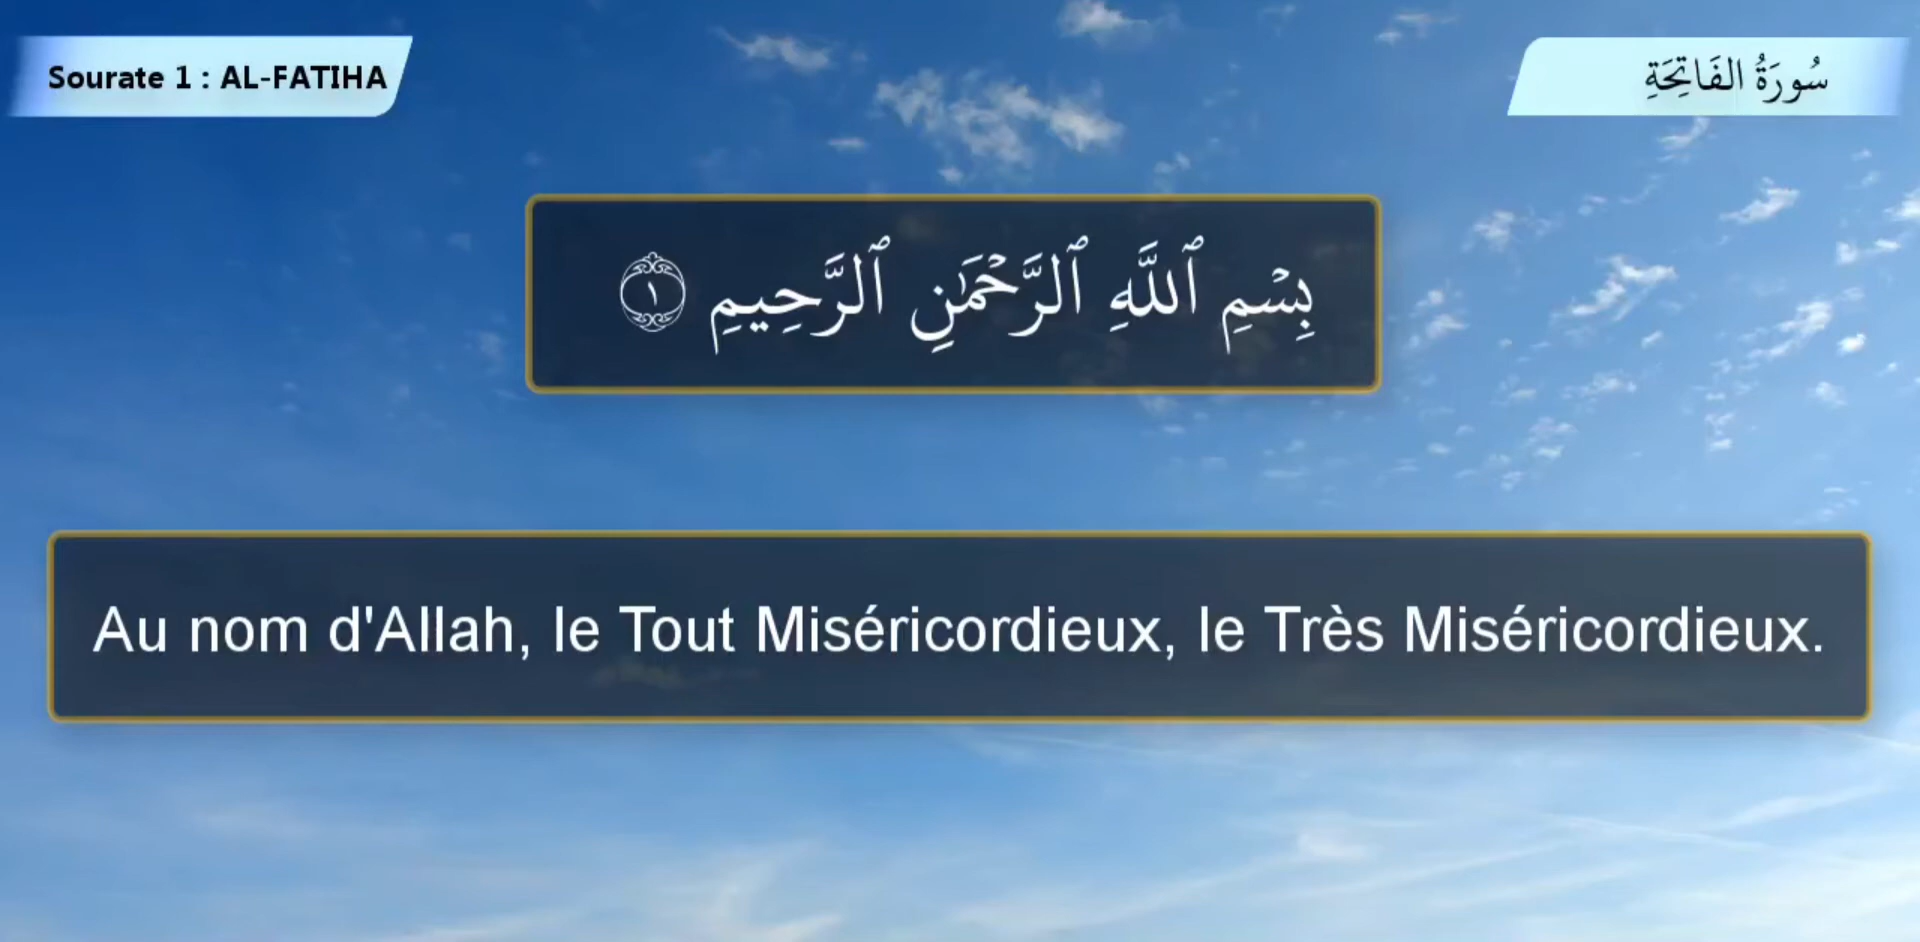 Sourate 1 : AL-FATIHA
سُورَةُ الفَاتِحَةِ
بِسْمِ ٱللَّهِ ٱلرَّحْمَٰنِ ٱلرَّحِيمِ ١
Au nom d'Allah, le Tout Miséricordieux, le Très Miséricordieux.